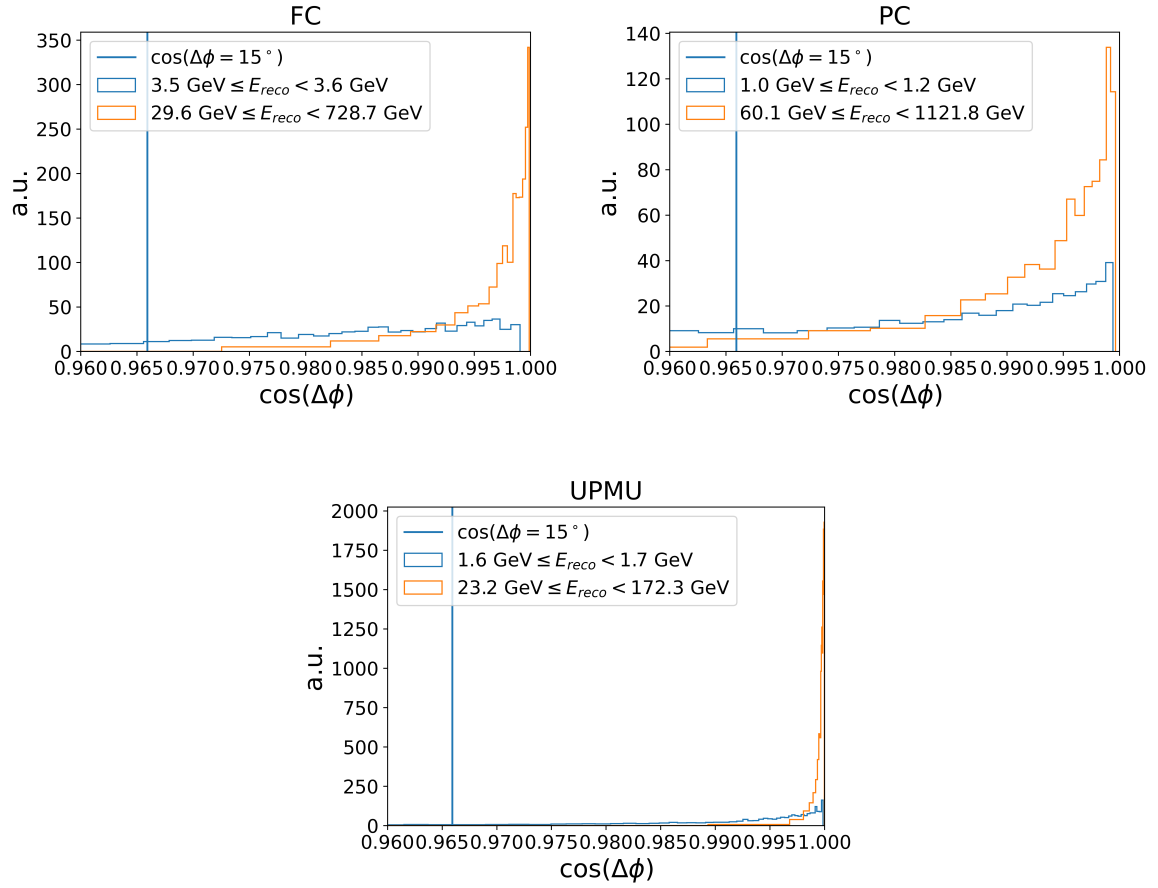 FC
a.u.
350
300
250
200
150
100
50
0
cos(Δϕ = 15°)
3.5 GeV ≤ E_reco < 3.6 GeV
29.6 GeV ≤ E_reco < 728.7 GeV
0.960 0.965 0.970 0.975 0.980 0.985 0.990 0.995 1.000
cos(Δϕ)
PC
a.u.
140
120
100
80
60
40
20
0
cos(Δϕ = 15°)
1.0 GeV ≤ E_reco < 1.2 GeV
60.1 GeV ≤ E_reco < 1121.8 GeV
0.960 0.965 0.970 0.975 0.980 0.985 0.990 0.995 1.000
cos(Δϕ)
UPMU
a.u.
2000
1750
1500
1250
1000
750
500
250
0
cos(Δϕ = 15°)
1.6 GeV ≤ E_reco < 1.7 GeV
23.2 GeV ≤ E_reco < 172.3 GeV
0.960 0.965 0.970 0.975 0.980 0.985 0.990 0.995 1.000
cos(Δϕ)